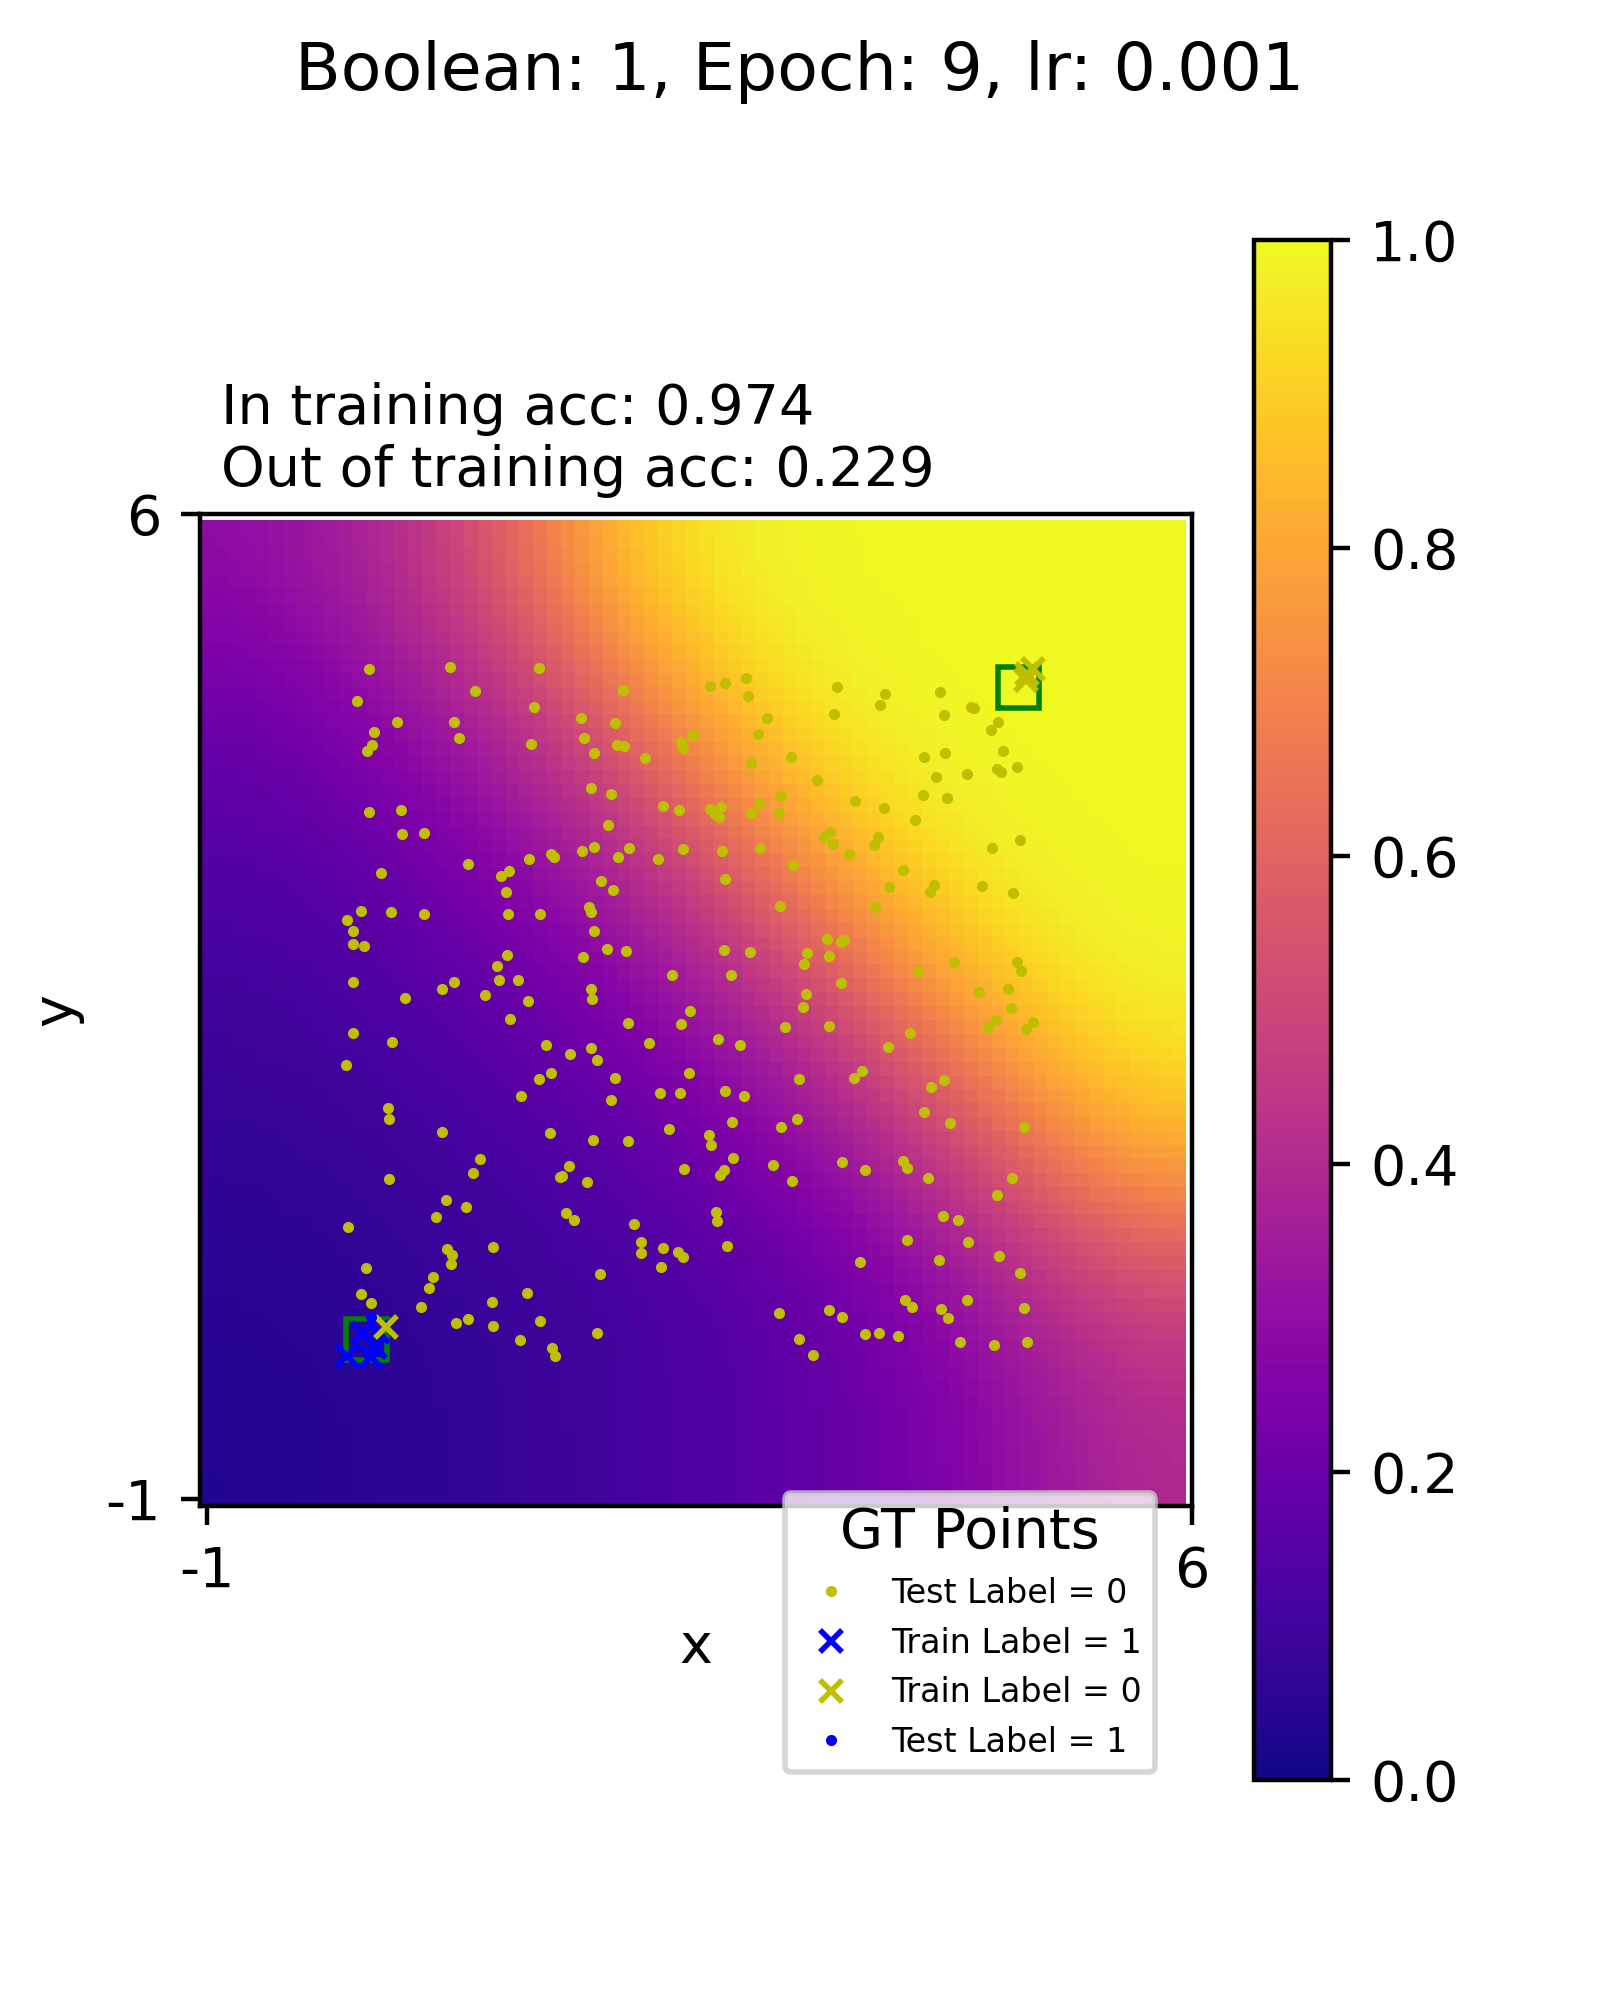 Boolean: 1, Epoch: 9, lr: 0.001
1.0
In training acc: 0.974
Out of training acc: 0.229
6
0.8
0.6
y
0.4
0.2
-1
GT Points
-1
6
Test Label = 0
x
Train Label = 1
Train Label = 0
Test Label = 1
0.0